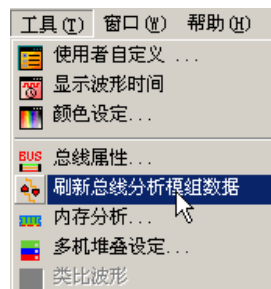 工具(T) 窗口(W) 帮助(H)
使用者自定义 ...
显示波形时间
颜色设定...
BUS 总线属性...
刷新总线分析模组数据
内存分析...
多机堆叠设定...
类比波形